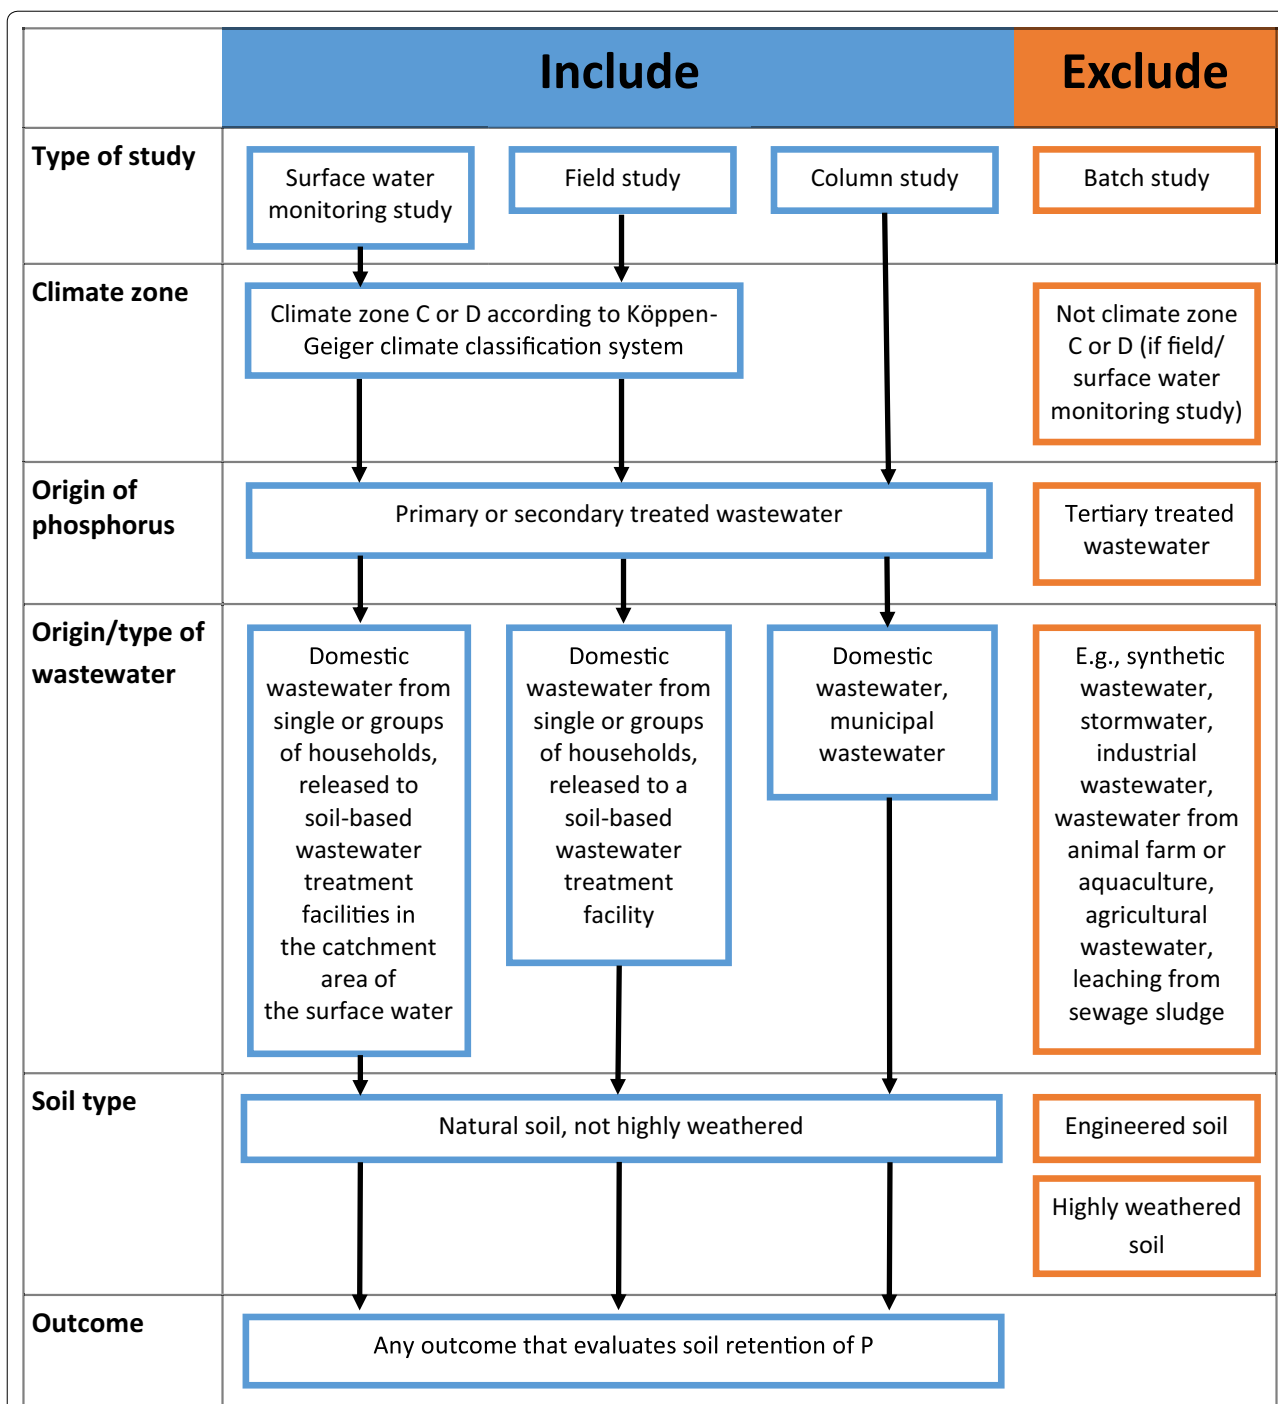 Include
Exclude
Type of study
Surface water
monitoring study
Field study
Column study
Batch study
Climate zone
Climate zone C or D according to Köppen-
Geiger climate classification system
Not climate zone
C or D (if field/
surface water
monitoring study)
Origin of
phosphorus
Primary or secondary treated wastewater
Tertiary treated
wastewater
Origin/type of
wastewater
Domestic
wastewater from
single or groups
of households,
released to
soil-based
wastewater
treatment
facilities in
the catchment
area of
the surface water
Domestic
wastewater from
single or groups
of households,
released to a
soil-based
wastewater
treatment
facility
Domestic
wastewater,
municipal
wastewater
E.g., synthetic
wastewater,
stormwater,
industrial
wastewater,
wastewater from
animal farm or
aquaculture,
agricultural
wastewater,
leaching from
sewage sludge
Soil type
Natural soil, not highly weathered
Engineered soil
Highly weathered
soil
Outcome
Any outcome that evaluates soil retention of P